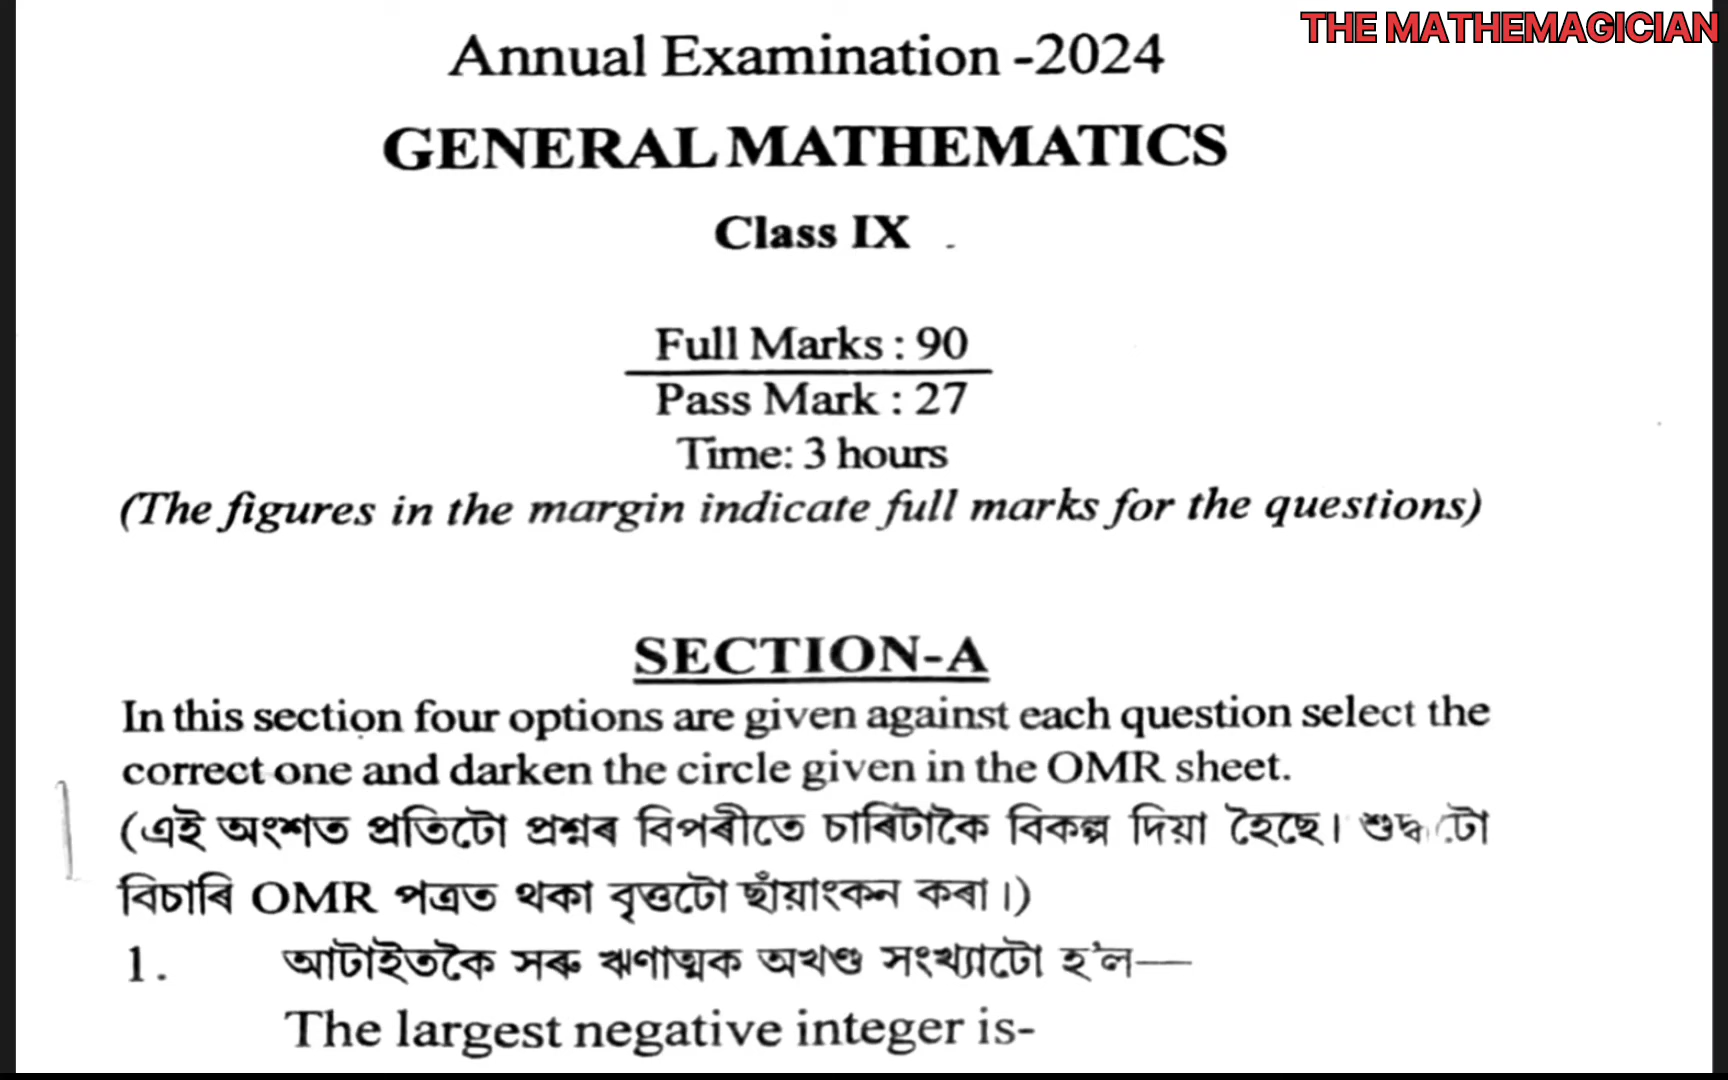 THE MATHEMAGICIAN
Annual Examination -2024
GENERAL MATHEMATICS
Class IX
Full Marks : 90
Pass Mark : 27
Time: 3 hours
(The figures in the margin indicate full marks for the questions)
SECTION-A
In this section four options are given against each question select the
correct one and darken the circle given in the OMR sheet.
(এই অংশত প্ৰতিটো প্ৰশ্নৰ বিপৰীতে চাৰিটাকৈ বিকল্প দিয়া হৈছে। শুদ্ধ টো
বিচাৰি OMR পত্ৰত থকা বৃত্তটো ছাঁয়াংকন কৰা।)
1. আটাইতকৈ সৰু ঋণাত্মক অখণ্ড সংখ্যাটো হ'ল—
The largest negative integer is-